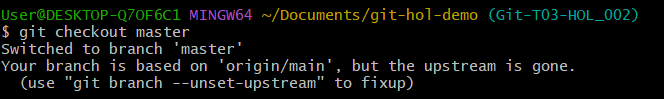 User@DESKTOP-Q7OF6C1 MINGW64 ~/Documents/git-hol-demo (Git-T03-HOL_002)
$ git checkout master
Switched to branch 'master'
Your branch is based on 'origin/main', but the upstream is gone.
  (use "git branch --unset-upstream" to fixup)